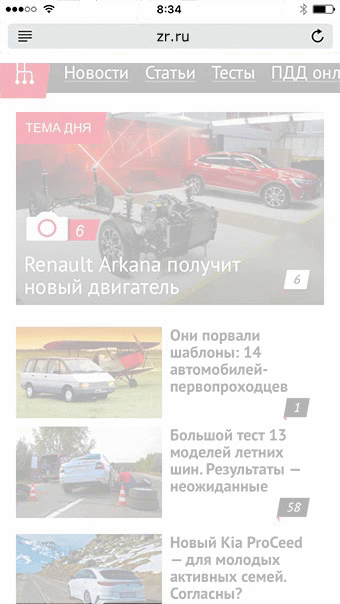 8:34
zr.ru
Новости Статьи Тесты ПДД онл
ТЕМА ДНЯ
6
Renault Arkana получит
новый двигатель
6
Они порвали
шаблоны: 14
автомобилей-
первопроходцев
1
Большой тест 13
моделей летних
шин. Результаты —
неожиданные
58
Новый Kia ProCeed
— для молодых
активных семей.
Согласны?